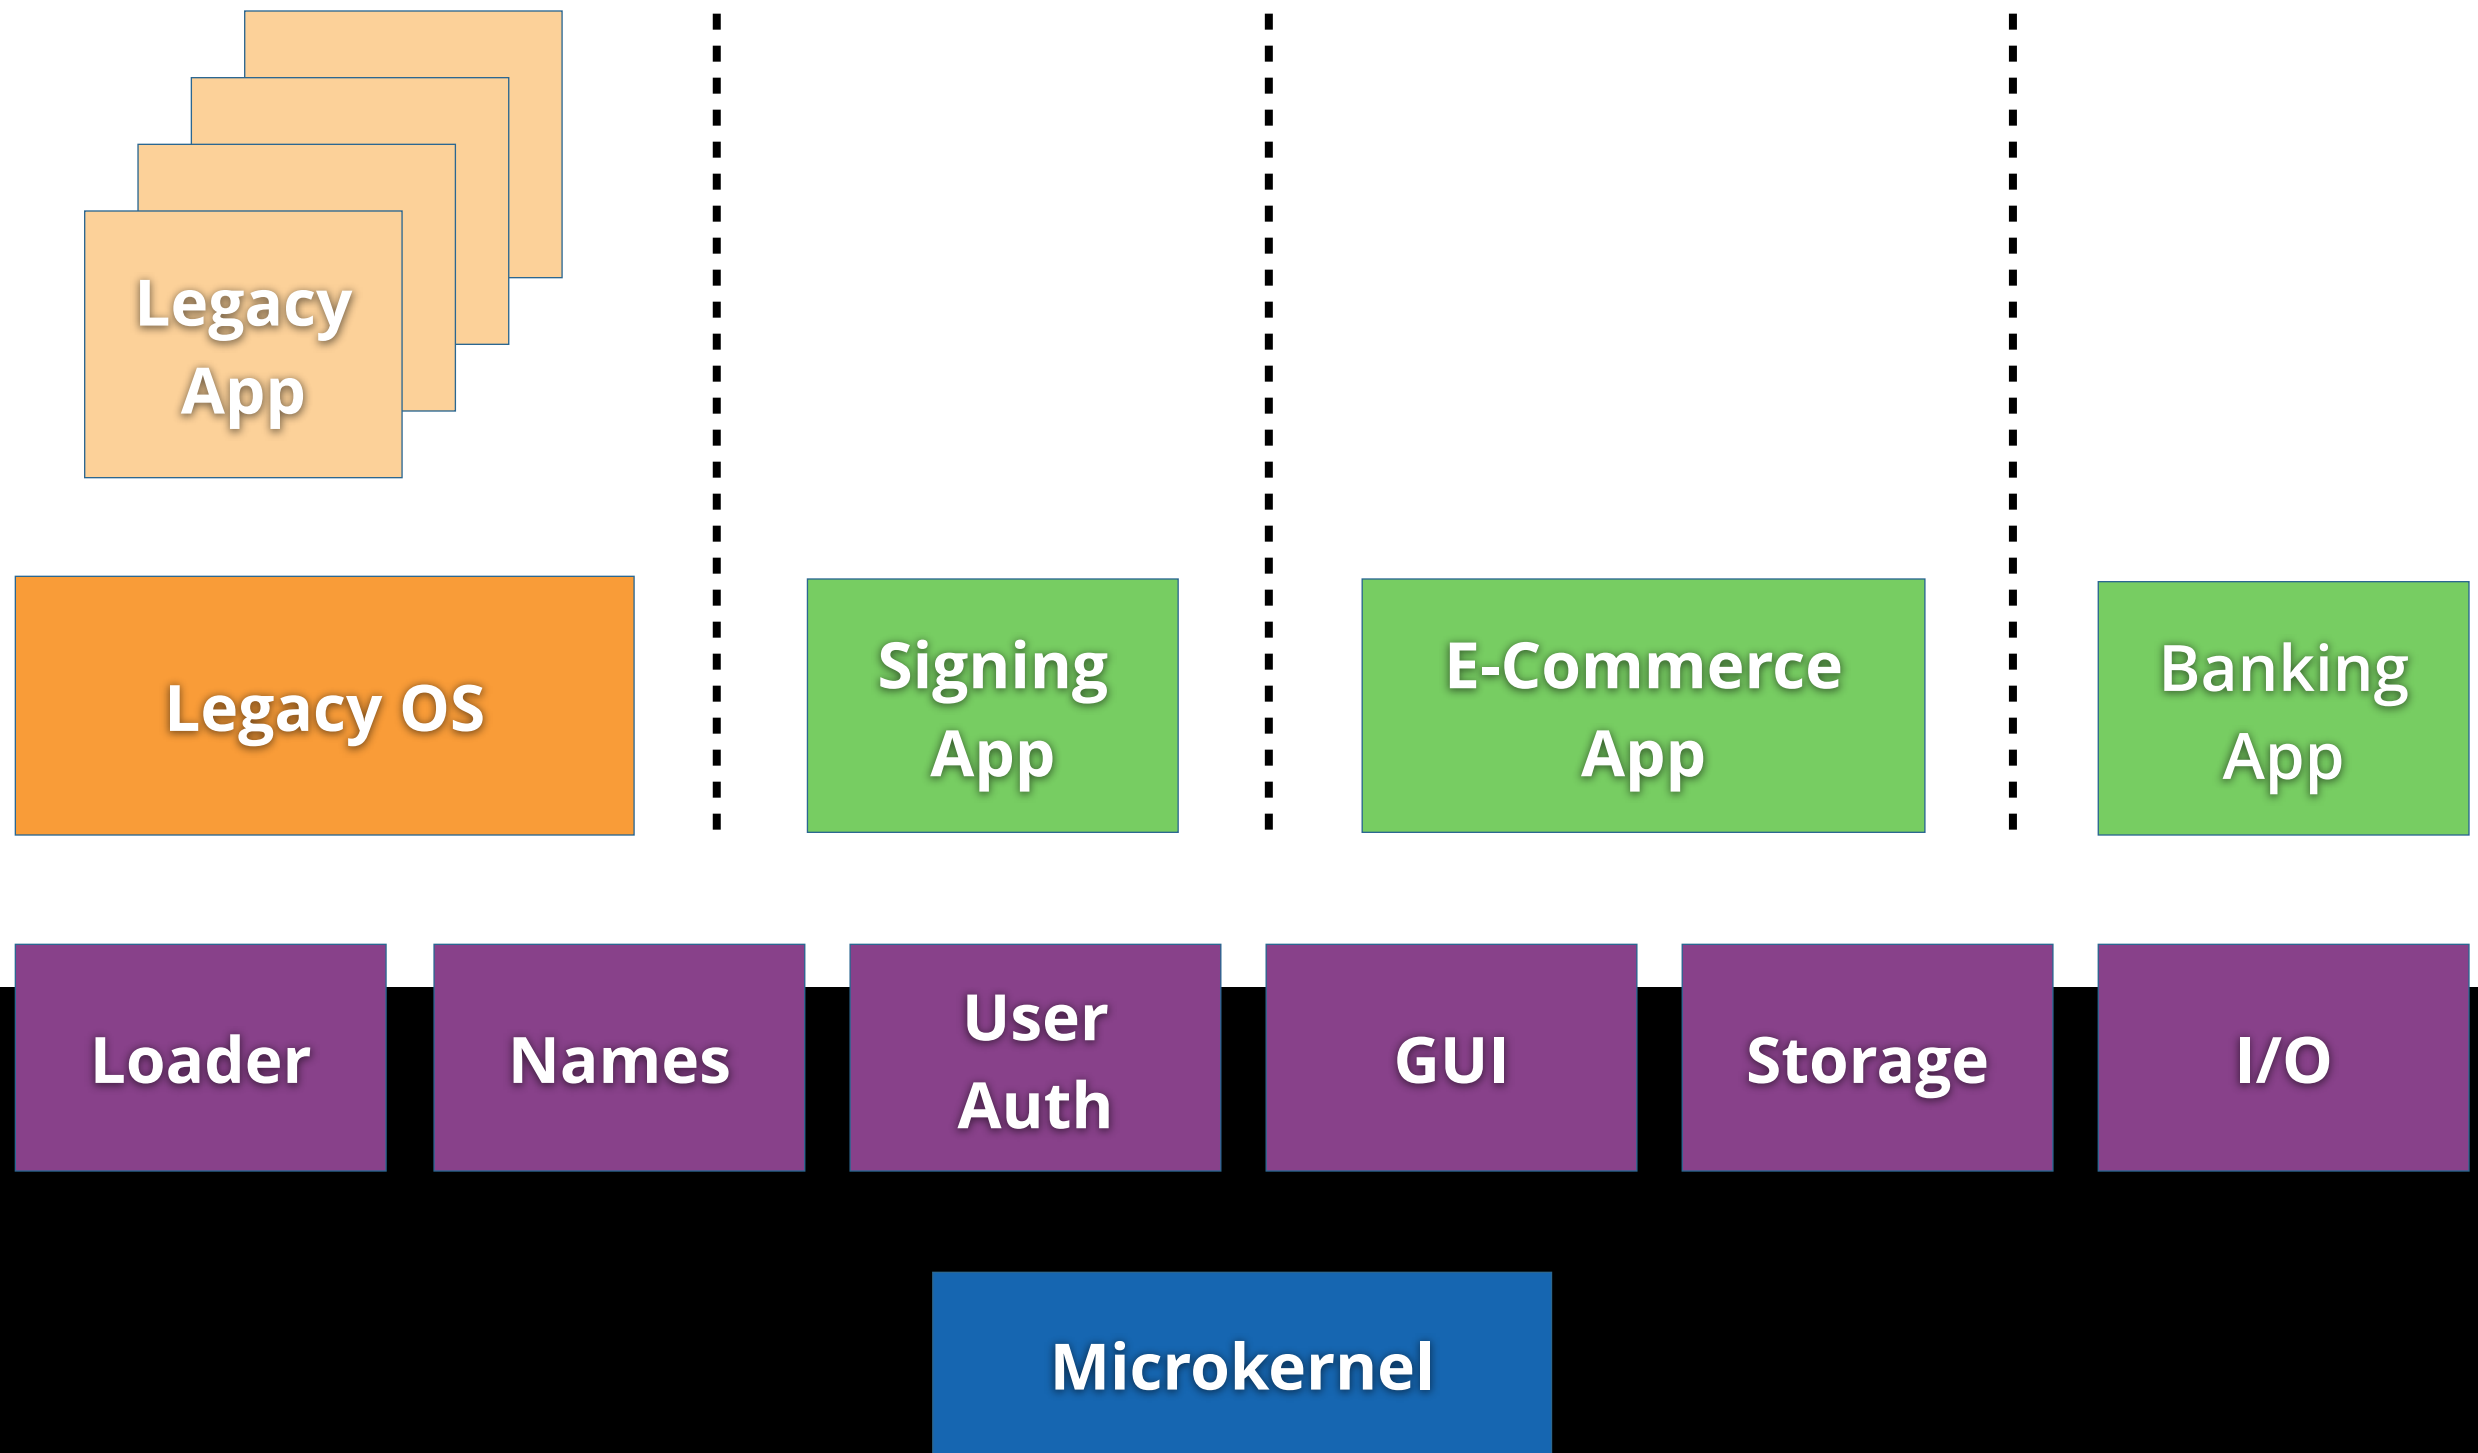 Legacy
App
Legacy OS
Signing
App
E-Commerce
App
Banking
App
Loader
Names
User
Auth
GUI
Storage
I/O
Microkernel